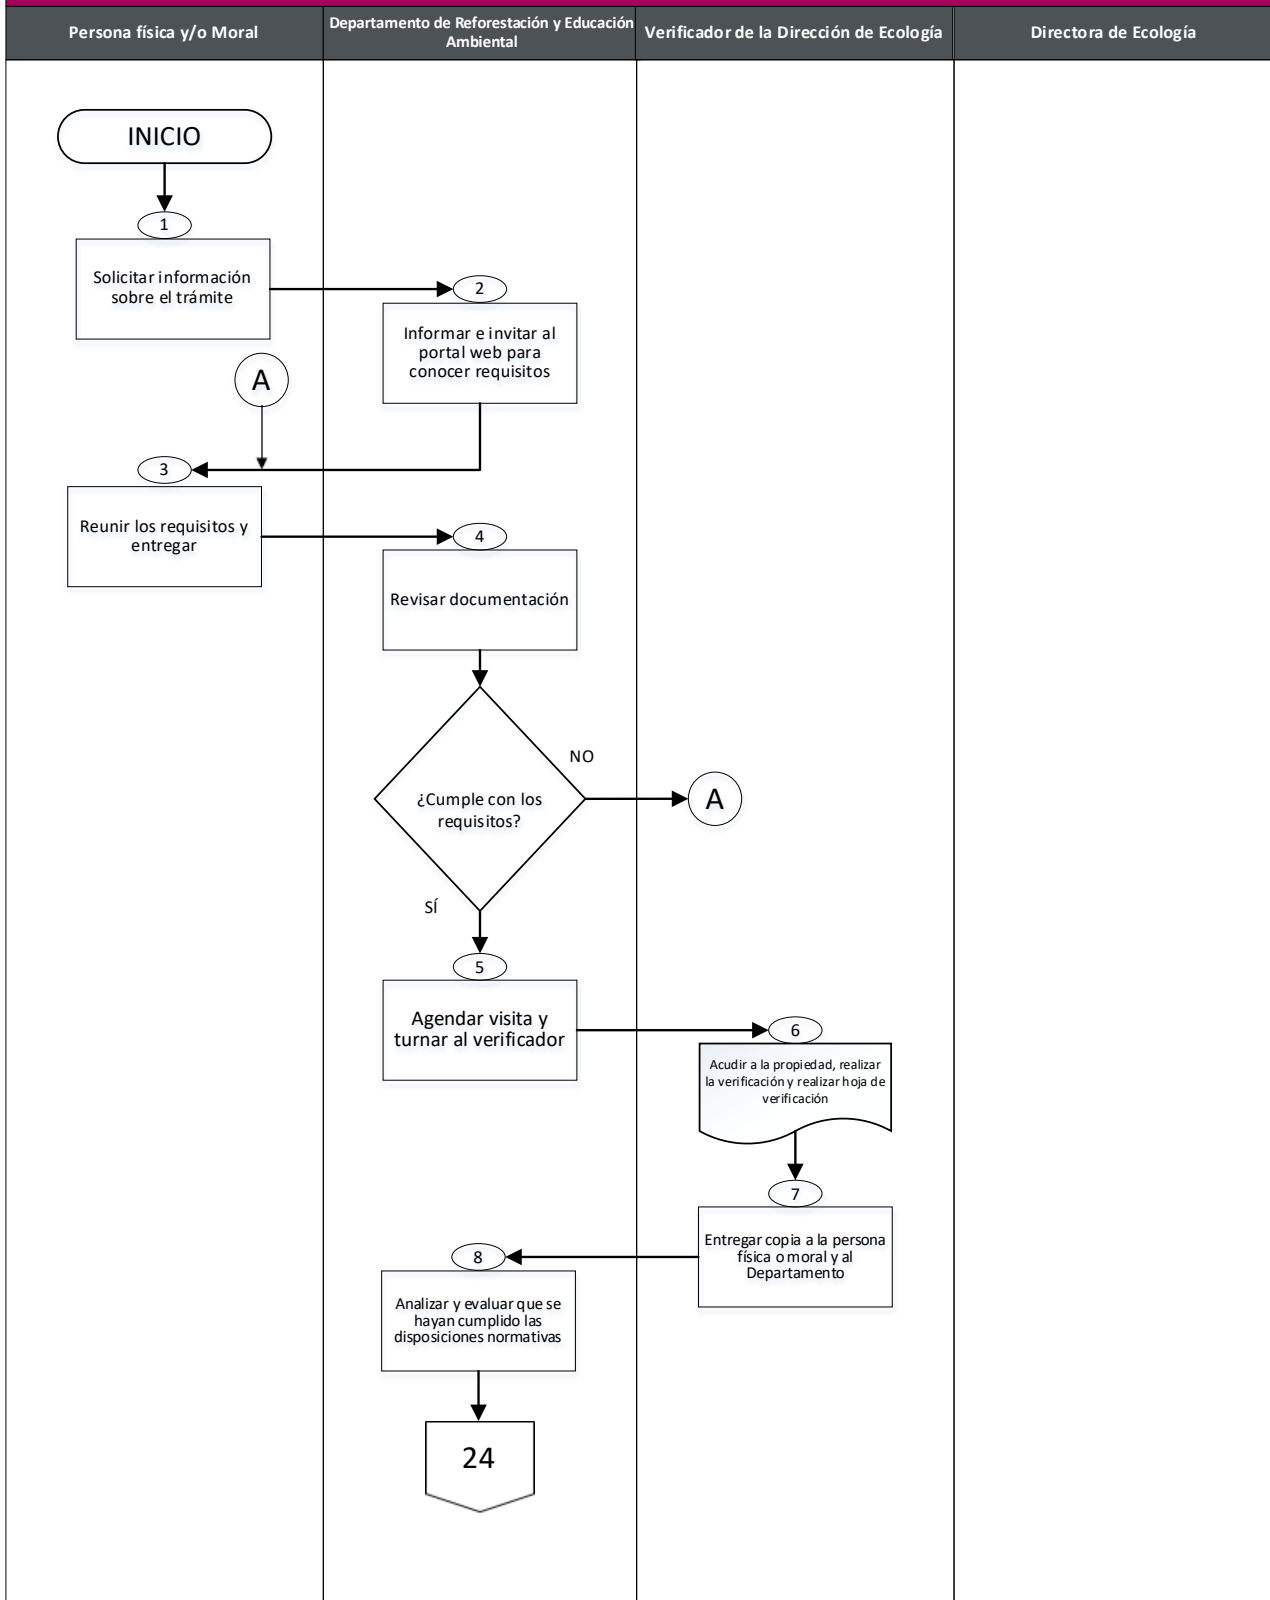 Persona física y/o Moral
Departamento de Reforestación y Educación
Ambiental
Verificador de la Dirección de Ecología
Directora de Ecología
INICIO
1
Solicitar información
sobre el trámite
2
Informar e invitar al
portal web para
conocer requisitos
A
3
Reunir los requisitos y
entregar
4
Revisar documentación
NO
¿Cumple con los
requisitos?
A
SÍ
5
Agendar visita y
turnar al verificador
6
Acudir a la propiedad, realizar
la verificación y realizar hoja de
verificación
7
Entregar copia a la persona
física o moral y al
Departamento
8
Analizar y evaluar que se
hayan cumplido las
disposiciones normativas
24